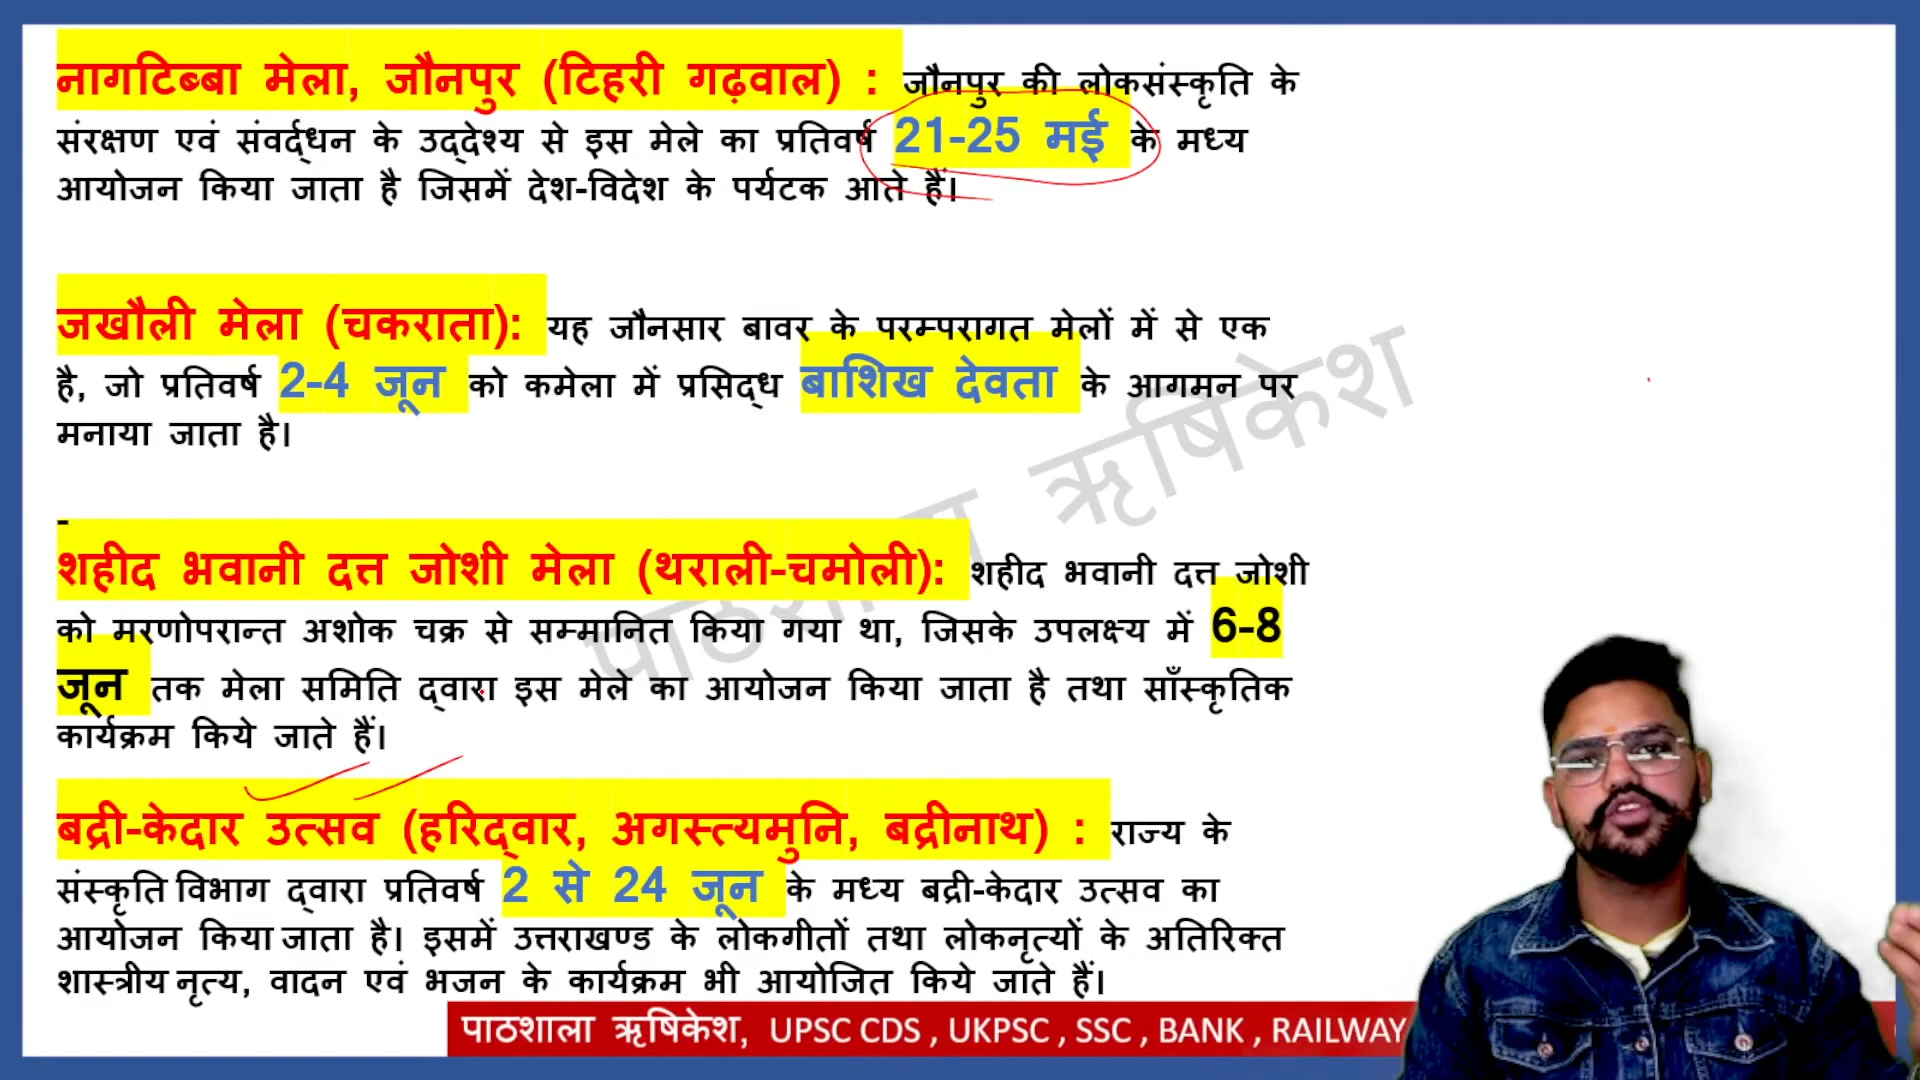 नागटिब्बा मेला, जौनपुर (टिहरी गढ़वाल) : जौनपुर की लोकसंस्कृति के
संरक्षण एवं संवर्द्धन के उद्देश्य से इस मेले का प्रतिवर्ष 21-25 मई के मध्य
आयोजन किया जाता है जिसमें देश-विदेश के पर्यटक आते हैं।
जखौली मेला (चकराता): यह जौनसार बावर के परम्परागत मेलों में से एक
है, जो प्रतिवर्ष 2-4 जून को कमेला में प्रसिद्ध बाशिख देवता के आगमन पर
मनाया जाता है।
-
शहीद भवानी दत्त जोशी मेला (थराली-चमोली): शहीद भवानी दत्त जोशी
को मरणोपरान्त अशोक चक्र से सम्मानित किया गया था, जिसके उपलक्ष्य में 6-8
जून तक मेला समिति द्वारा इस मेले का आयोजन किया जाता है तथा साँस्कृतिक
कार्यक्रम किये जाते हैं।
बद्री-केदार उत्सव (हरिद्वार, अगस्त्यमुनि, बद्रीनाथ) : राज्य के
संस्कृति विभाग द्वारा प्रतिवर्ष 2 से 24 जून के मध्य बद्री-केदार उत्सव का
आयोजन किया जाता है। इसमें उत्तराखण्ड के लोकगीतों तथा लोकनृत्यों के अतिरिक्त
शास्त्रीय नृत्य, वादन एवं भजन के कार्यक्रम भी आयोजित किये जाते हैं।
पाठशाला ऋषिकेश
पाठशाला ऋषिकेश, UPSC CDS , UKPSC , SSC , BANK , RAILWAY